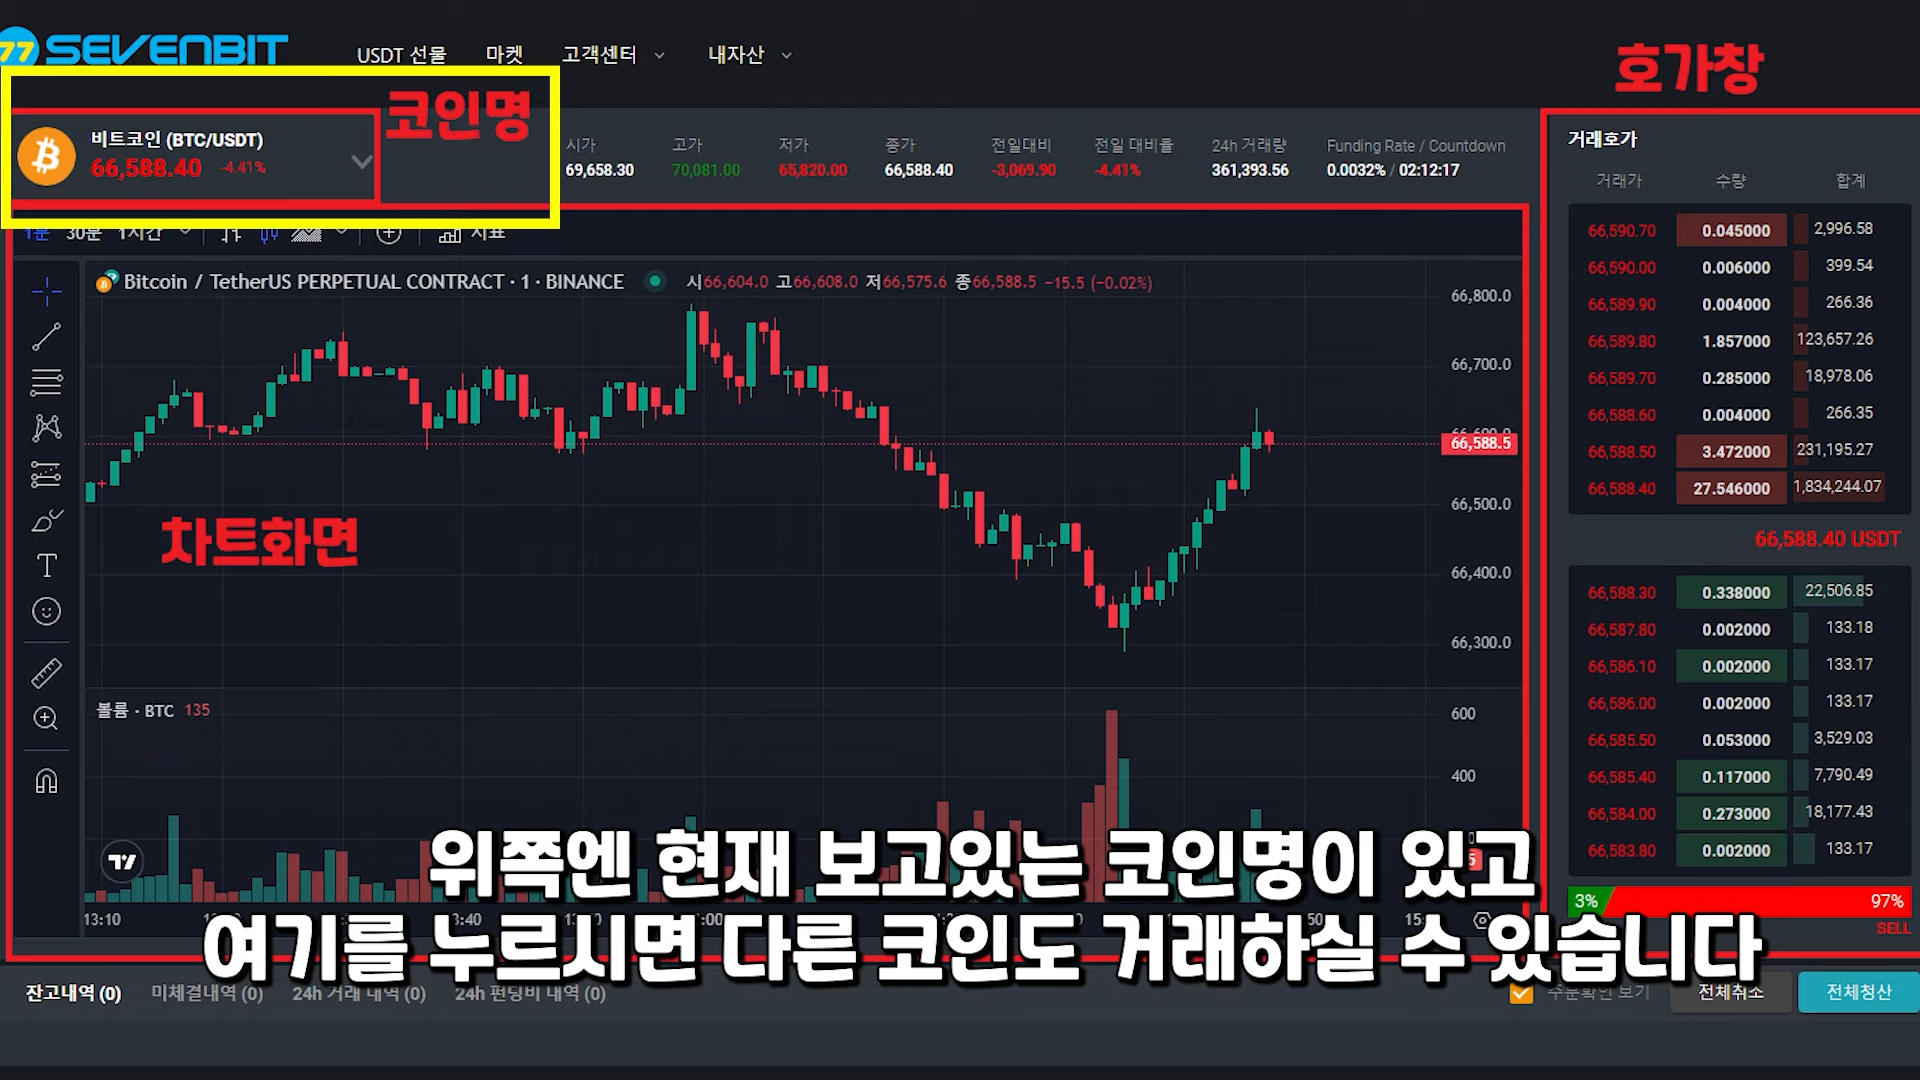 77 SEVENBIT
USDT 선물 마켓 고객센터 내자산
호가창
코인명
비트코인 (BTC/USDT)
66,588.40 -4.41%
시가 고가 저가 종가 전일대비 전일 대비율 24h 거래량 Funding Rate / Countdown
69,658.30 70,081.00 65,820.00 66,588.40 -3,069.90 -4.41% 361,393.56 0.0032% / 02:12:17
1분 30분 1시간 지표
Bitcoin / TetherUS PERPETUAL CONTRACT · 1 · BINANCE 시66,604.0 고66,608.0 저66,575.6 종66,588.5 −15.5 (−0.02%)
66,800.0
66,700.0
66,600.0
66,588.5
66,500.0
66,400.0
66,300.0
차트화면
볼륨 · BTC 135
600
400
13:10
거래호가
거래가 수량 합계
66,590.70 0.045000 2,996.58
66,590.00 0.006000 399.54
66,589.90 0.004000 266.36
66,589.80 1.857000 123,657.26
66,589.70 0.285000 18,978.06
66,588.60 0.004000 266.35
66,588.50 3.472000 231,195.27
66,588.40 27.546000 1,834,244.07
66,588.40 USDT
66,588.30 0.338000 22,506.85
66,587.80 0.002000 133.18
66,586.10 0.002000 133.17
66,586.00 0.002000 133.17
66,585.50 0.053000 3,529.03
66,585.40 0.117000 7,790.49
66,584.00 0.273000 18,177.43
66,583.80 0.002000 133.17
3% 97%
SELL
위쪽엔 현재 보고있는 코인명이 있고
여기를 누르시면 다른 코인도 거래하실 수 있습니다
잔고내역 (0) 미체결내역 (0) 24h 거래 내역 (0) 24h 펀딩비 내역 (0)
주문확인 보기 전체취소 전체청산